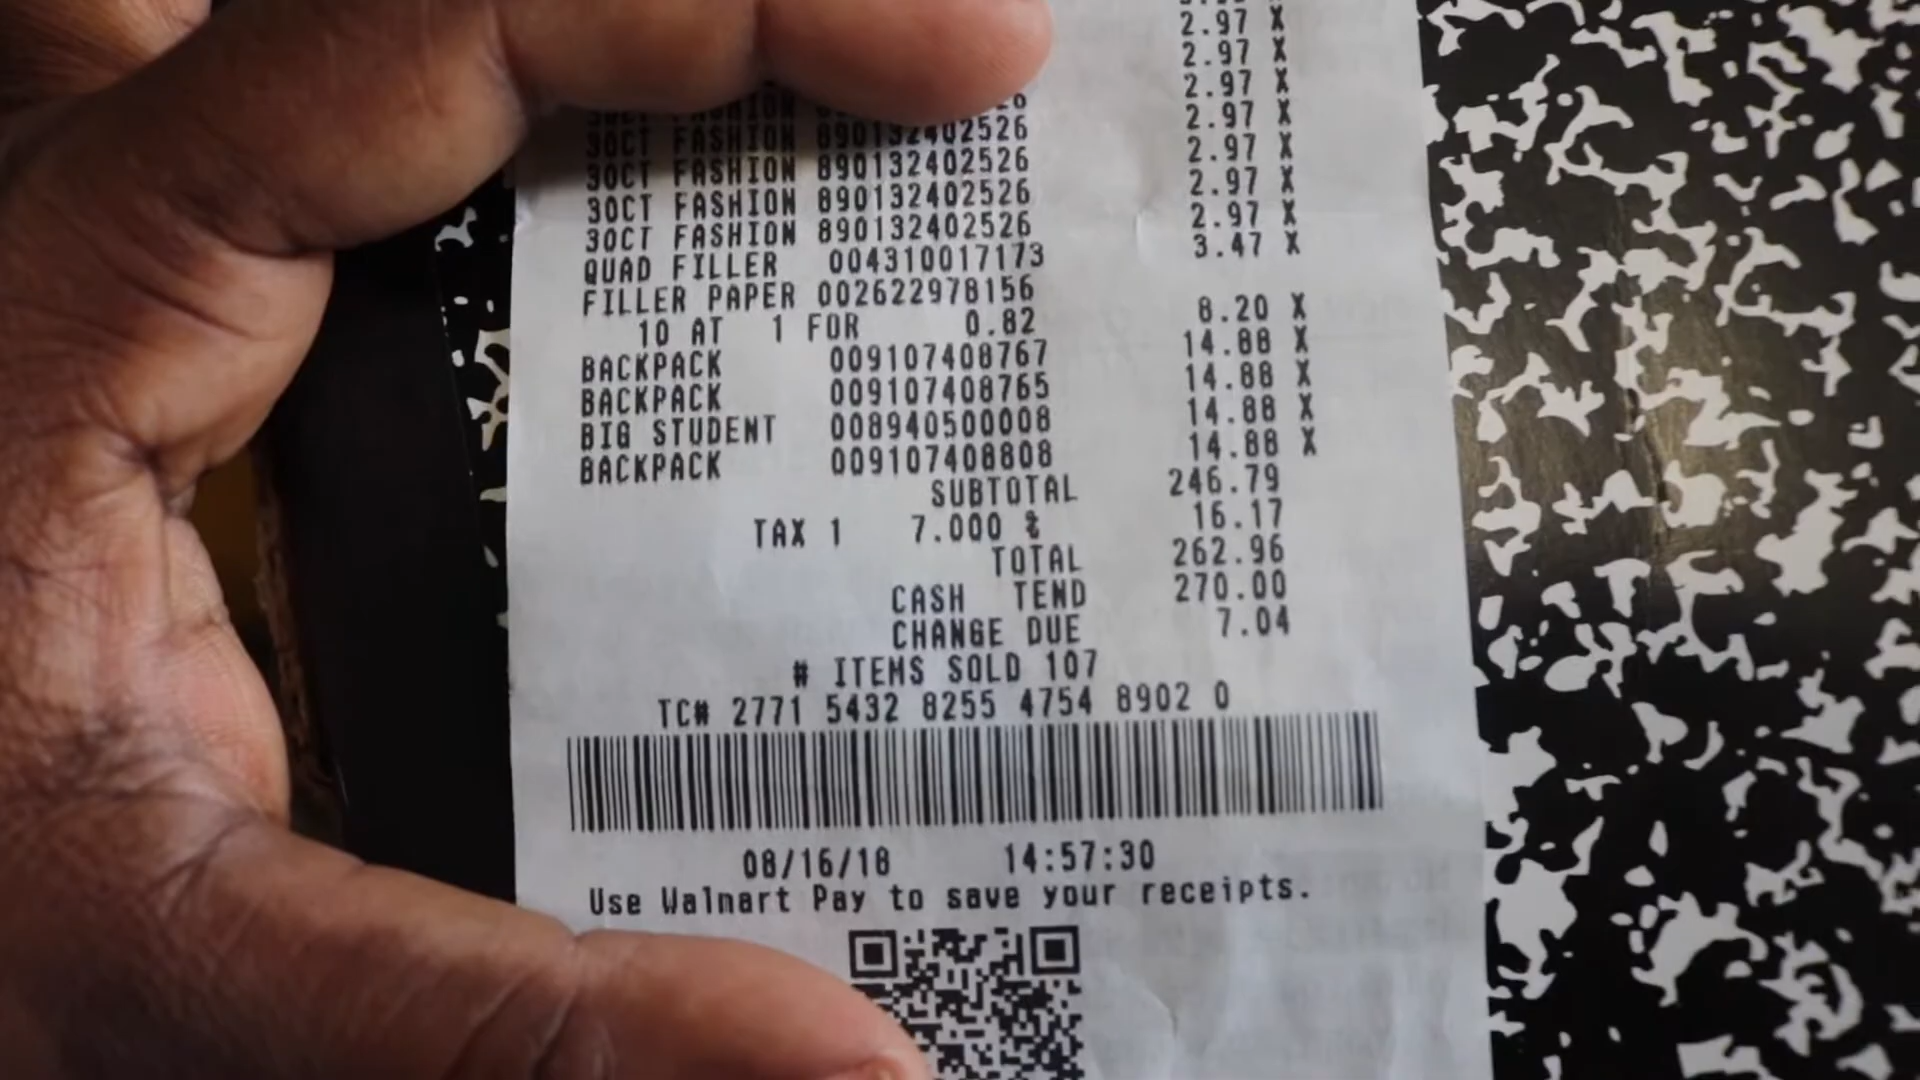 2.97 X
2.97 X
2.97 X
30CT FASHION 890132402526 2.97 X
30CT FASHION 890132402526 2.97 X
30CT FASHION 890132402526 2.97 X
30CT FASHION 890132402526 2.97 X
QUAD FILLER 004310017173 3.47 X
FILLER PAPER 002622978156
10 AT 1 FOR 0.82 8.20 X
BACKPACK 009107408767 14.88 X
BACKPACK 009107408765 14.88 X
BIG STUDENT 008940500008 14.88 X
BACKPACK 009107408808 14.88 X
SUBTOTAL 246.79
TAX 1 7.000 % 16.17
TOTAL 262.96
CASH TEND 270.00
CHANGE DUE 7.04
# ITEMS SOLD 107
TC# 2771 5432 8255 4754 8902 0
08/16/18 14:57:30
Use Walmart Pay to save your receipts.